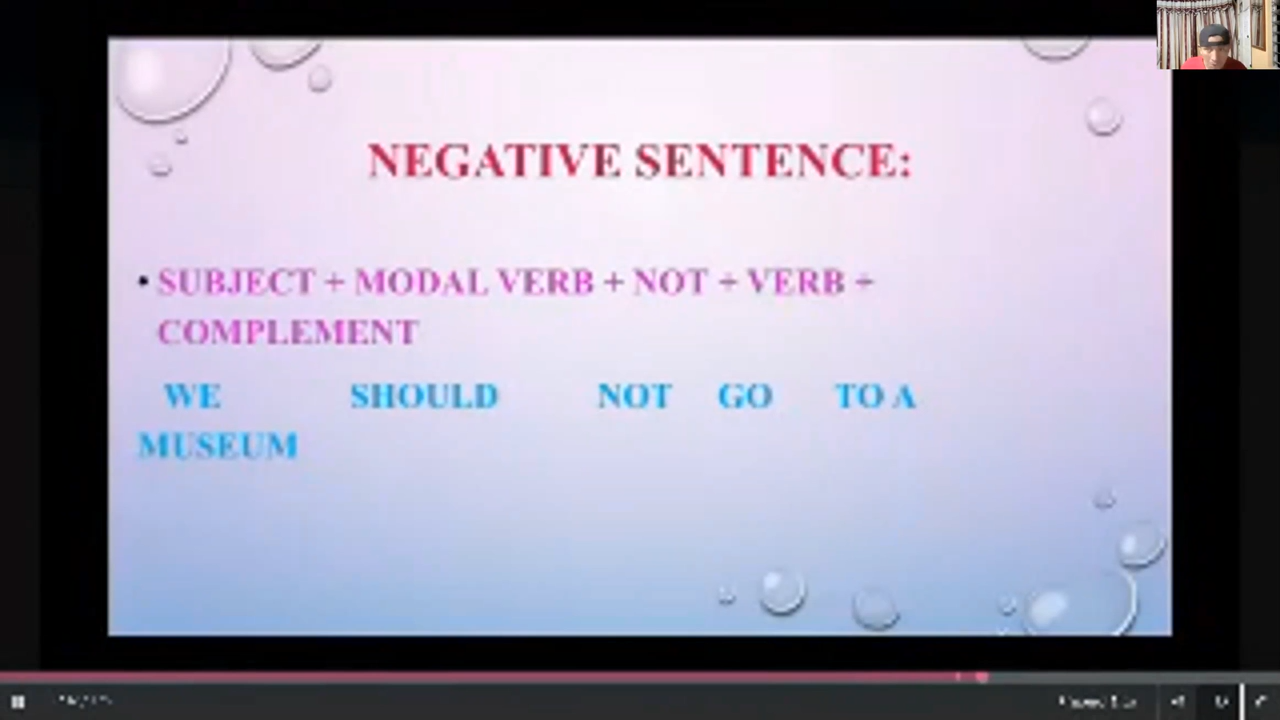 NEGATIVE SENTENCE:
• SUBJECT + MODAL VERB + NOT + VERB +
COMPLEMENT
WE SHOULD NOT GO TO A
MUSEUM